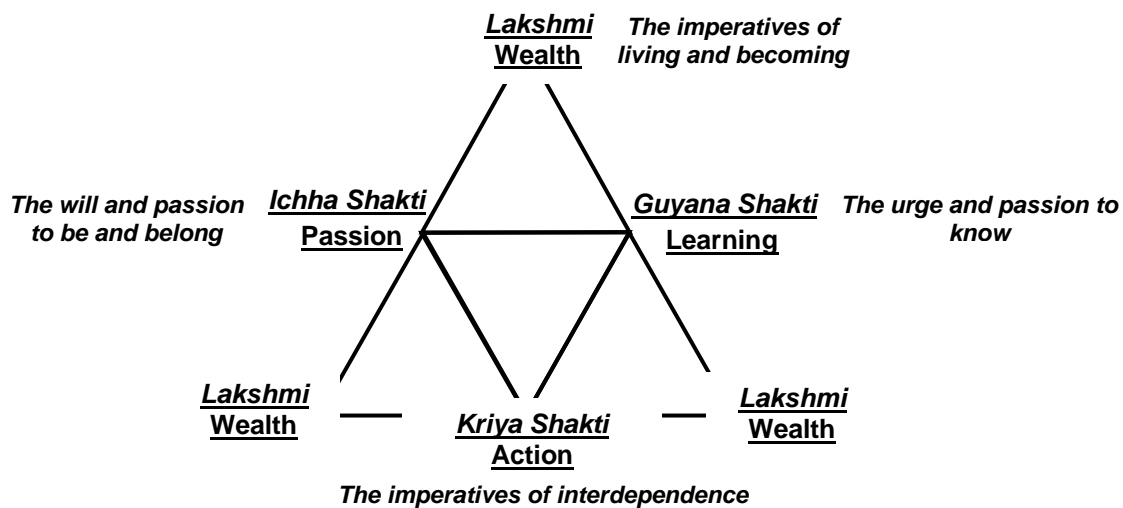 Lakshmi
Wealth
The imperatives of
living and becoming
The will and passion
to be and belong
Ichha Shakti
Passion
Guyana Shakti
Learning
The urge and passion to
know
Lakshmi
Wealth
Kriya Shakti
Action
Lakshmi
Wealth
The imperatives of interdependence